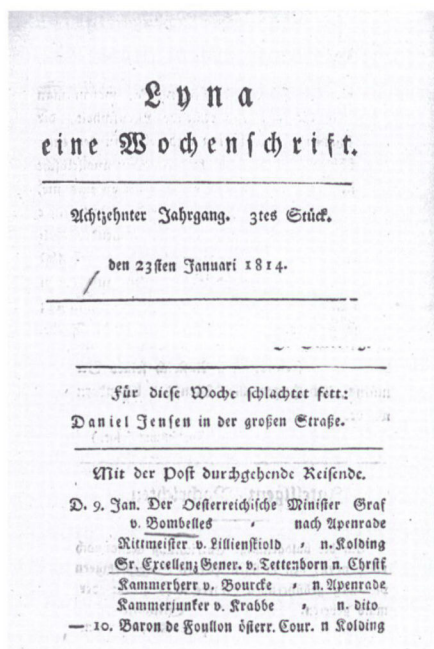 Lyna
eine Wochenschrift.
Achtzehnter Jahrgang. 3tes Stück.
den 23sten Januari 1814.
Für diese Woche schlachtet fett:
Daniel Jensen in der großen Straße.
Mit der Post durchgehende Reisende.
D. 9. Jan. Der Oesterreichische Minister Graf
v. Bombelles " nach Apenrade
Rittmeister v. Lillienskiold " n. Kolding
Sr. Excellenz Gener. v. Tettenborn n. Christf
Kammerherr v. Bourcke " n. Apenrade
Kammerjunker v. Krabbe " n. dito
— 10. Baron de Foullon österr. Cour. n Kolding